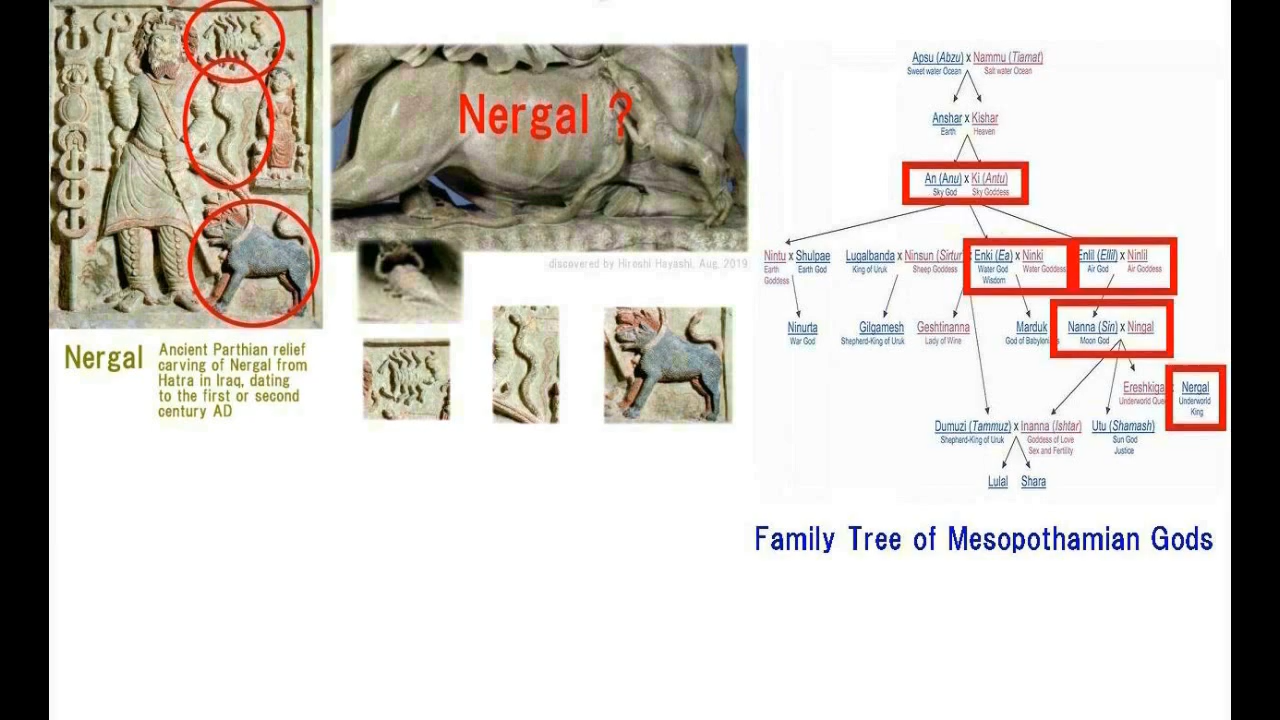 Nergal ?
discovered by Hiroshi Hayashi, Aug, 2019
Nergal
Ancient Parthian relief
carving of Nergal from
Hatra in Iraq, dating
to the first or second
century AD
Apsu (Abzu) x Nammu (Tiamat)
Sweet water Ocean Salt water Ocean
Anshar x Kishar
Earth Heaven
An (Anu) x Ki (Antu)
Sky God Sky Goddess
Nintu x Shulpae Lugalbanda x Ninsun (Sirtur) Enki (Ea) x Ninki Enlil (Ellil) x Ninlil
Earth Earth God King of Uruk Sheep Goddess Water God Water Goddess Air God Air Goddess
Goddess Wisdom
Ninurta Gilgamesh Geshtinanna Marduk Nanna (Sin) x Ningal
War God Shepherd-King of Uruk Lady of Wine God of Babylenia Moon God
Ereshkiga Nergal
Underworld Que Underworld
King
Dumuzi (Tammuz) x Inanna (Ishtar) Utu (Shamash)
Shepherd-King of Uruk Goddess of Love Sun God
Sex and Fertility Justice
Lulal Shara
Family Tree of Mesopothamian Gods